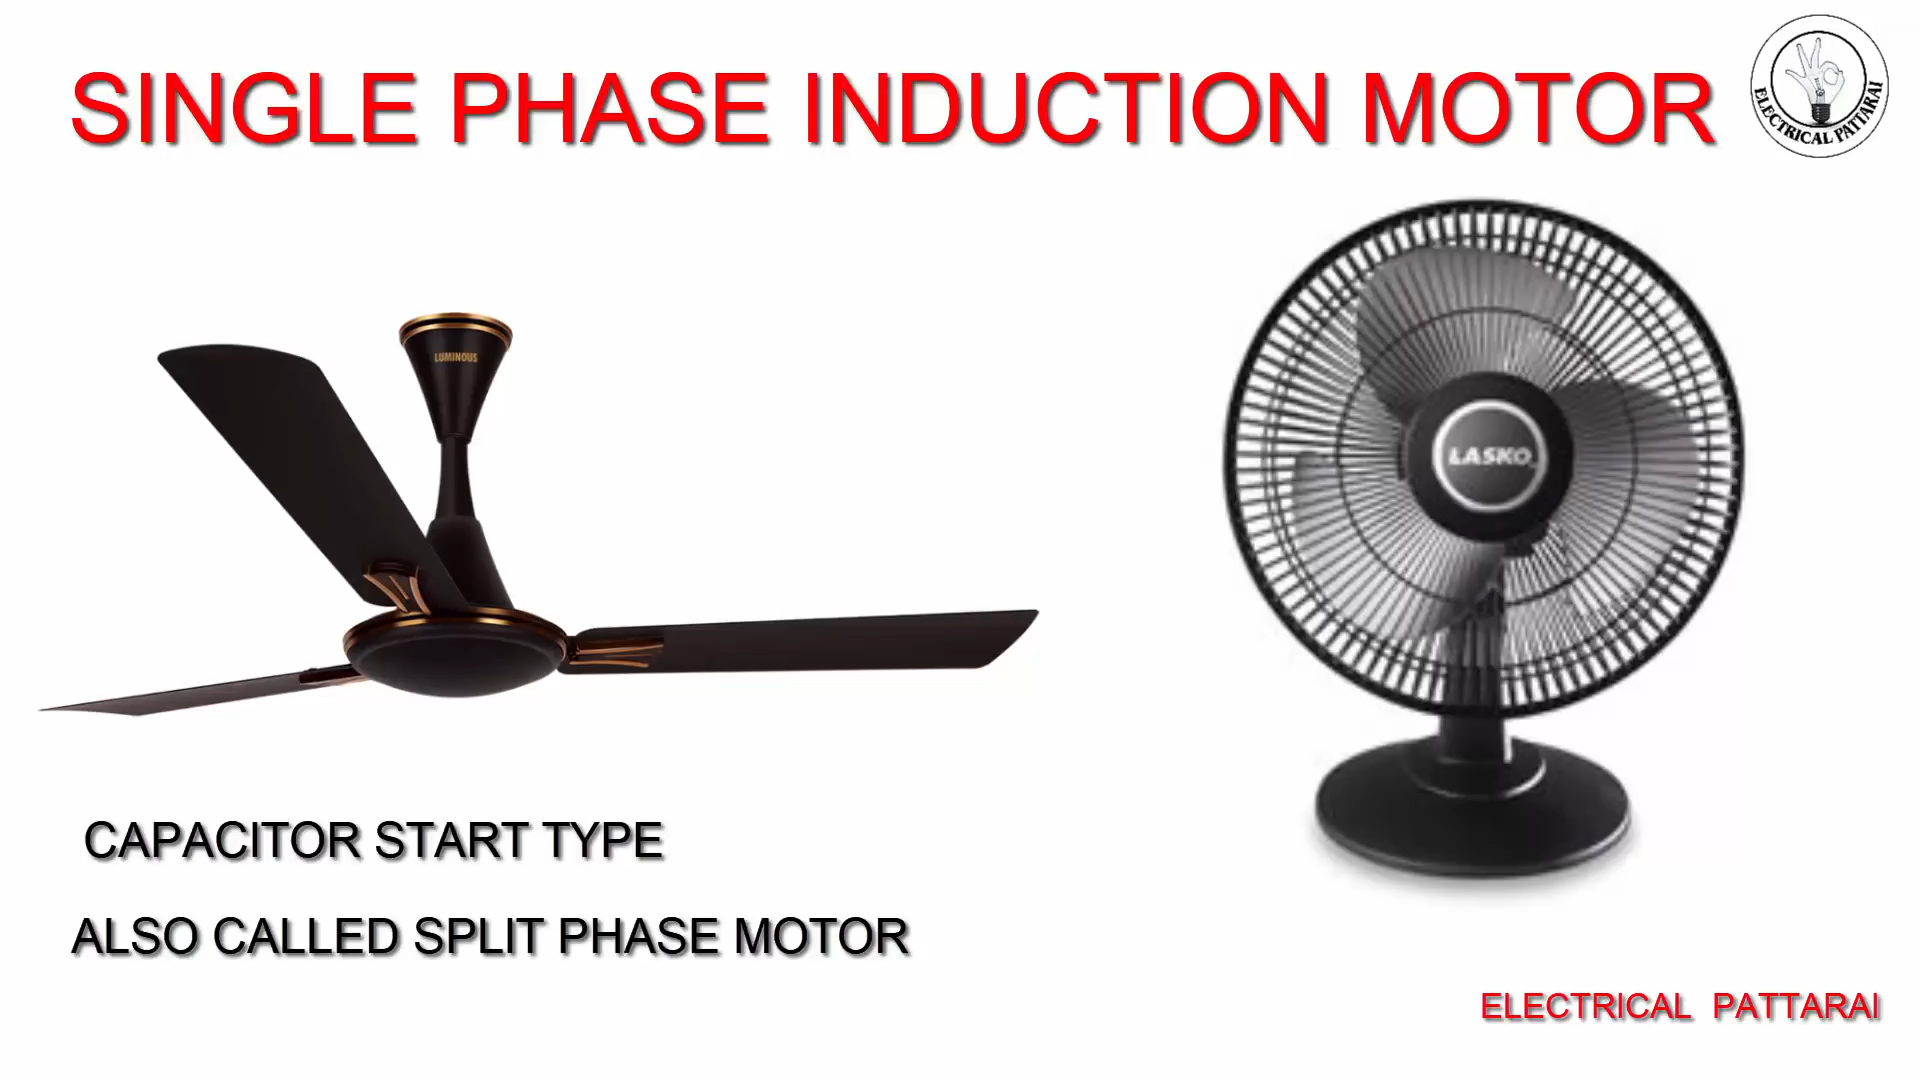 SINGLE PHASE INDUCTION MOTOR
ELECTRICAL PATTARAI
LUMINOUS
LASKO
CAPACITOR START TYPE
ALSO CALLED SPLIT PHASE MOTOR
ELECTRICAL PATTARAI